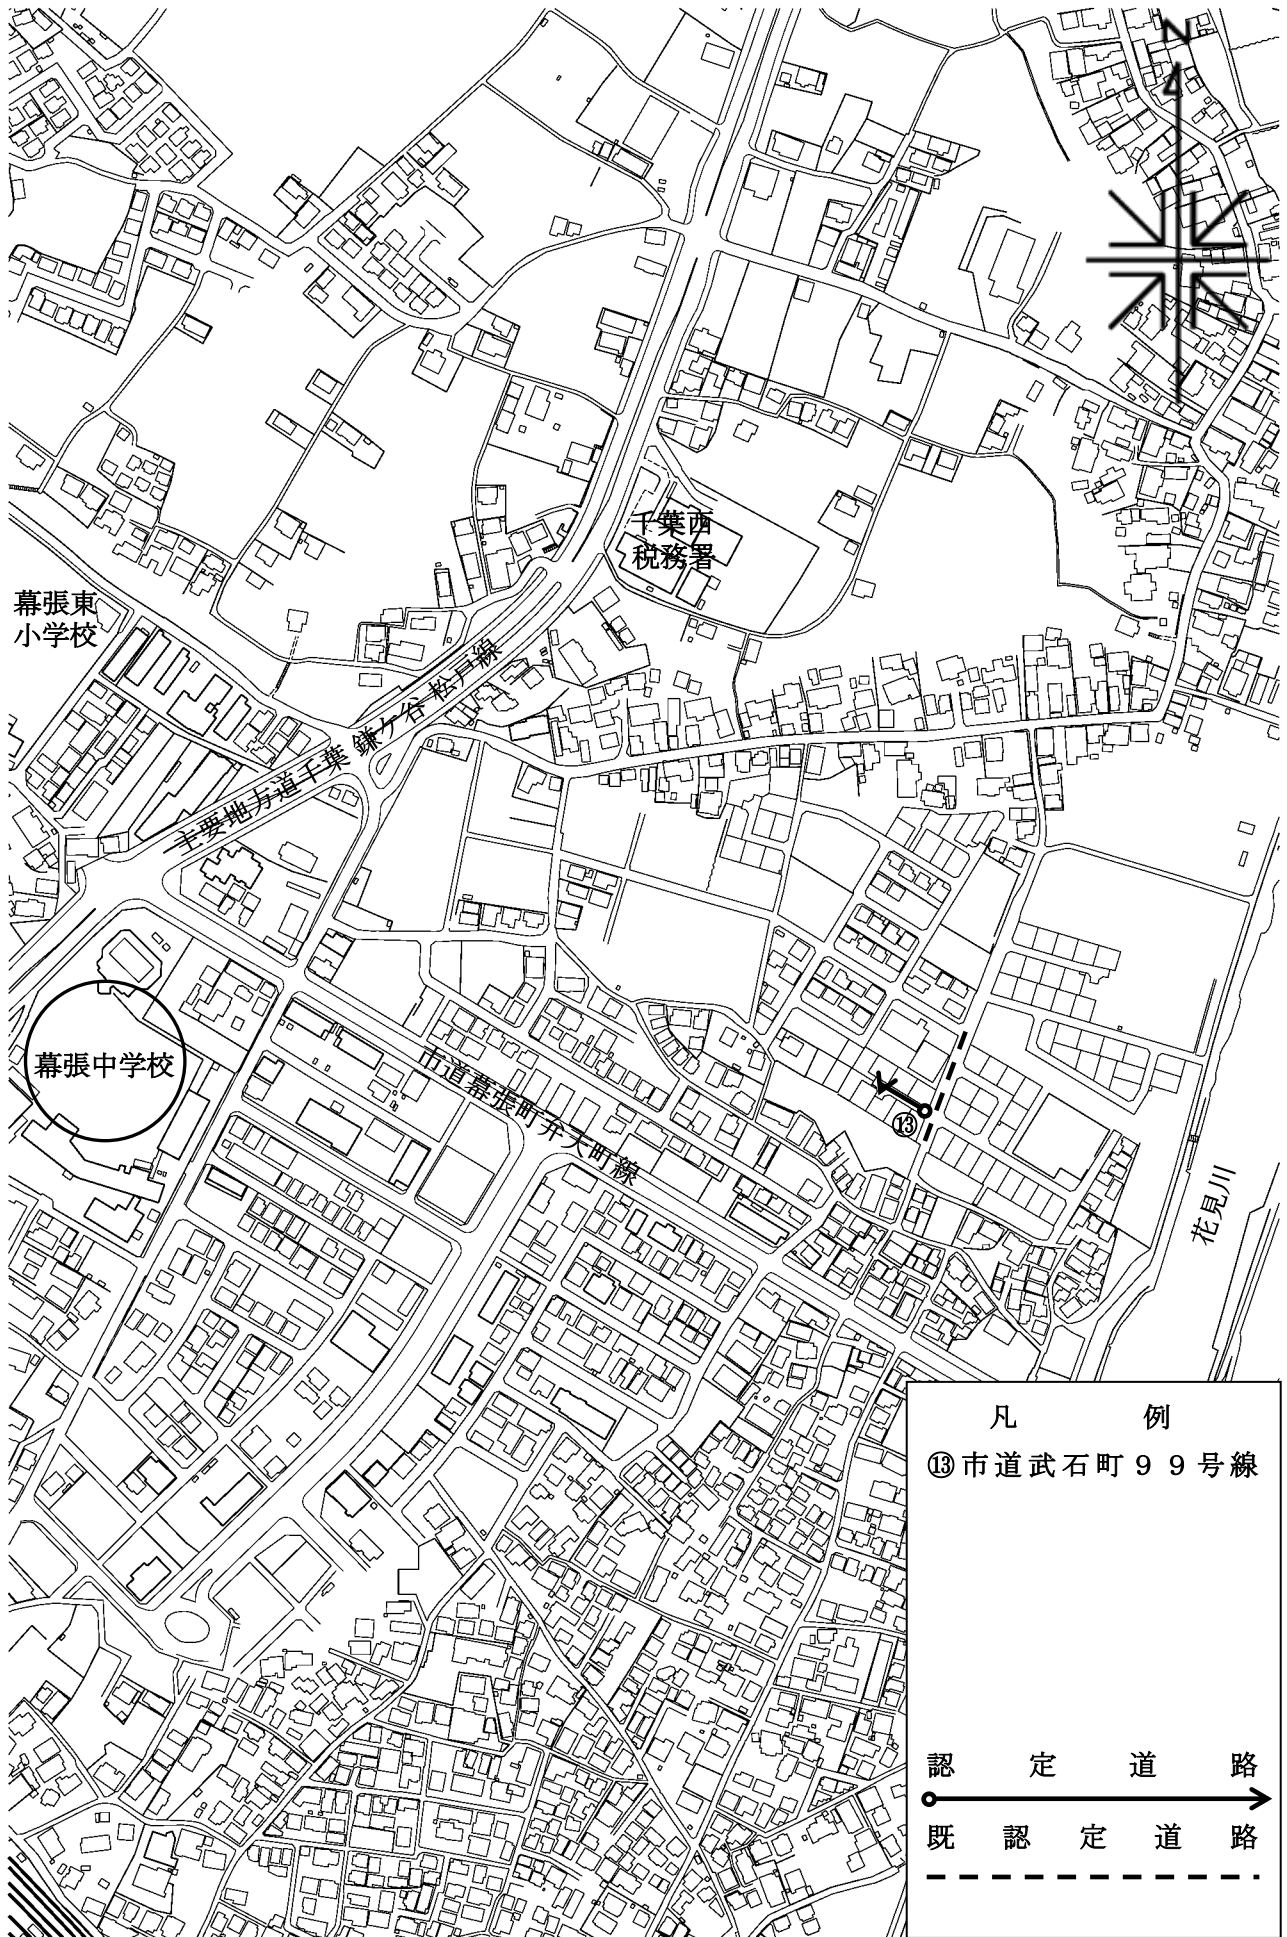 N
千葉西
税務署
幕張東
小学校
主要地方道千葉鎌ケ谷松戸線
幕張中学校
市道幕張町弁天町線
⑬
花見川
凡例
⑬市道武石町９９号線
認定道路
既認定道路